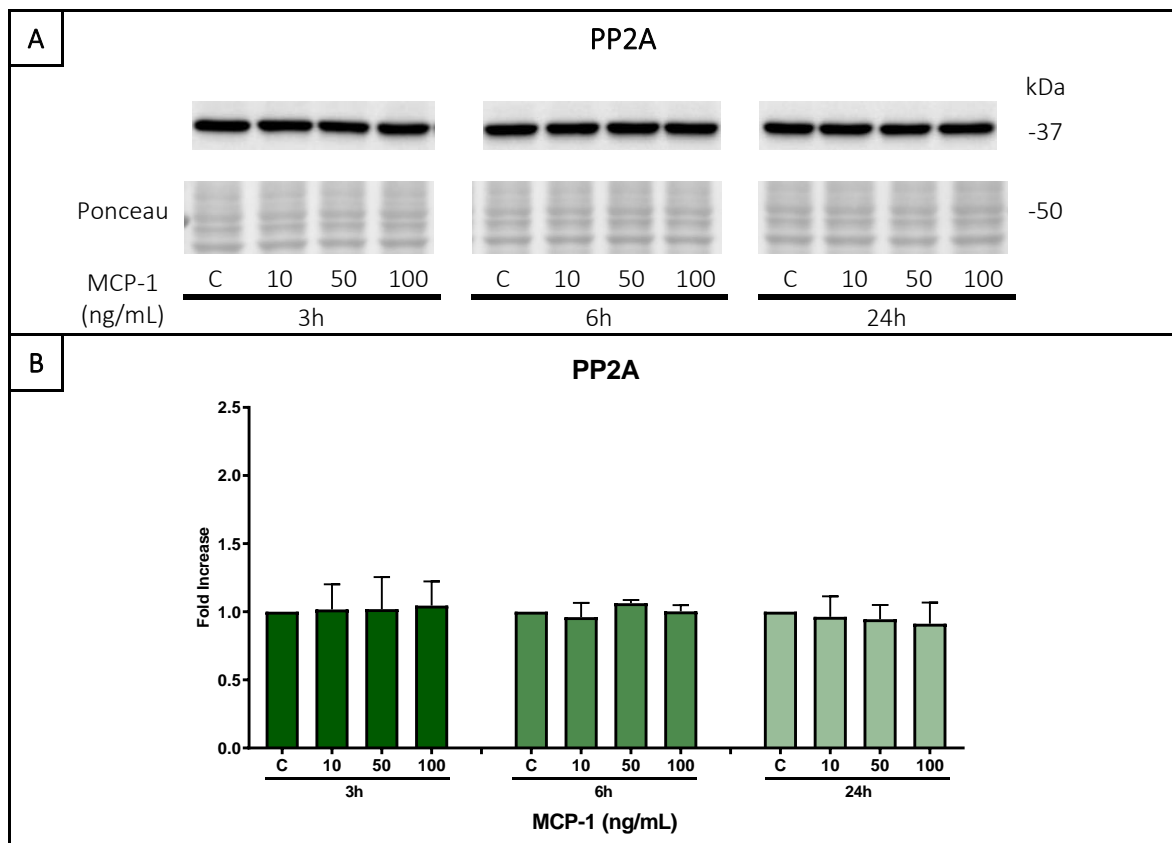 A
PP2A
kDa
-37
Ponceau
-50
MCP-1
(ng/mL)
C 10 50 100 C 10 50 100 C 10 50 100
3h 6h 24h
B
PP2A
2.5
2.0
1.5
1.0
0.5
0.0
Fold Increase
C 10 50 100 C 10 50 100 C 10 50 100
3h 6h 24h
MCP-1 (ng/mL)